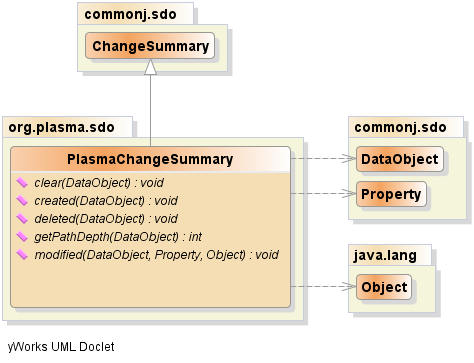 commonj.sdo
ChangeSummary
org.plasma.sdo
PlasmaChangeSummary
clear(DataObject) : void
created(DataObject) : void
deleted(DataObject) : void
getPathDepth(DataObject) : int
modified(DataObject, Property, Object) : void
commonj.sdo
DataObject
Property
java.lang
Object
yWorks UML Doclet